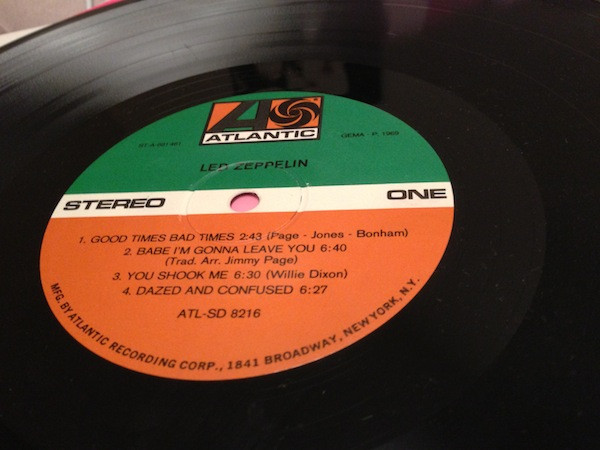 ATLANTIC
GEMA - P. 1969
LED ZEPPELIN
STEREO ONE
1. GOOD TIMES BAD TIMES 2:43 (Page - Jones - Bonham)
2. BABE I'M GONNA LEAVE YOU 6:40
(Trad. Arr. Jimmy Page)
3. YOU SHOOK ME 6:30 (Willie Dixon)
4. DAZED AND CONFUSED 6:27
ATL-SD 8216
MFG. BY ATLANTIC RECORDING CORP., 1841 BROADWAY, NEW YORK, N.Y.